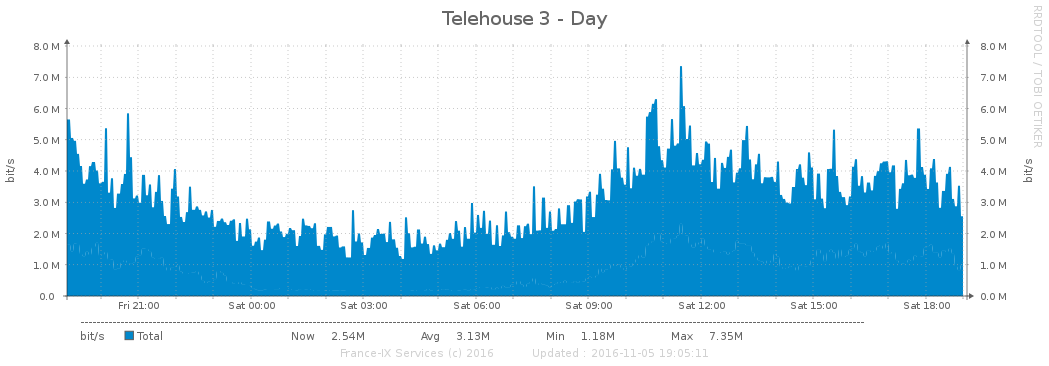 Telehouse 3 - Day
RRDTOOL / TOBI OETIKER
bit/s
8.0 M 8.0 M
7.0 M 7.0 M
6.0 M 6.0 M
5.0 M 5.0 M
4.0 M 4.0 M
3.0 M 3.0 M
2.0 M 2.0 M
1.0 M 1.0 M
0.0 0.0 M
bit/s
Fri 21:00 Sat 00:00 Sat 03:00 Sat 06:00 Sat 09:00 Sat 12:00 Sat 15:00 Sat 18:00
bit/s Total Now 2.54M Avg 3.13M Min 1.18M Max 7.35M
France-IX Services (c) 2016 Updated : 2016-11-05 19:05:11